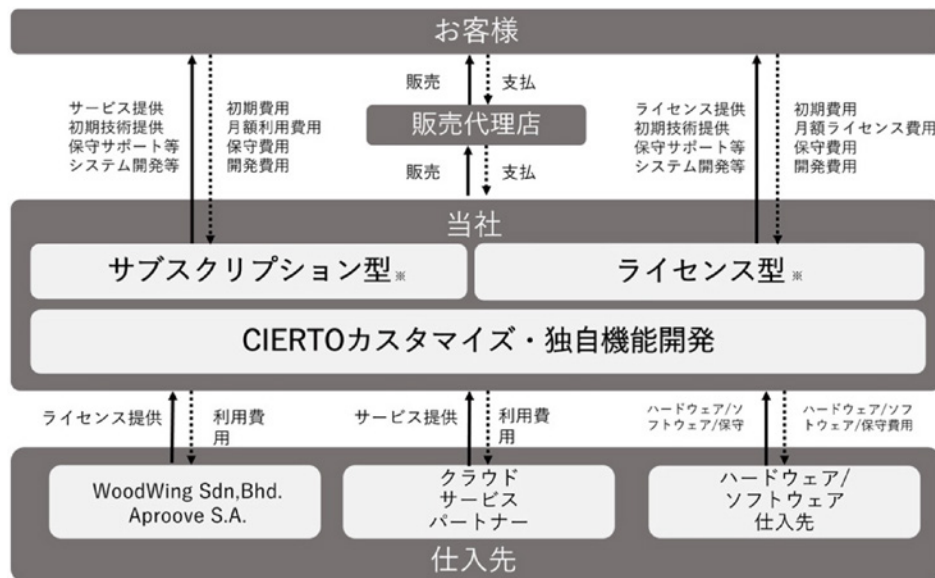 お客様
サービス提供
初期技術提供
保守サポート等
システム開発等
初期費用
月額利用費用
保守費用
開発費用
販売
支払
販売代理店
販売
支払
ライセンス提供
初期技術提供
保守サポート等
システム開発等
初期費用
月額ライセンス費用
保守費用
開発費用
当社
サブスクリプション型※
ライセンス型※
CIERTOカスタマイズ・独自機能開発
ライセンス提供
利用費
用
サービス提供
利用費
用
ハードウェア/ソ
フトウェア/保守
ハードウェア/ソフ
トウェア/保守費用
WoodWing Sdn,Bhd.
Aproove S.A.
クラウド
サービス
パートナー
ハードウェア/
ソフトウェア
仕入先
仕入先